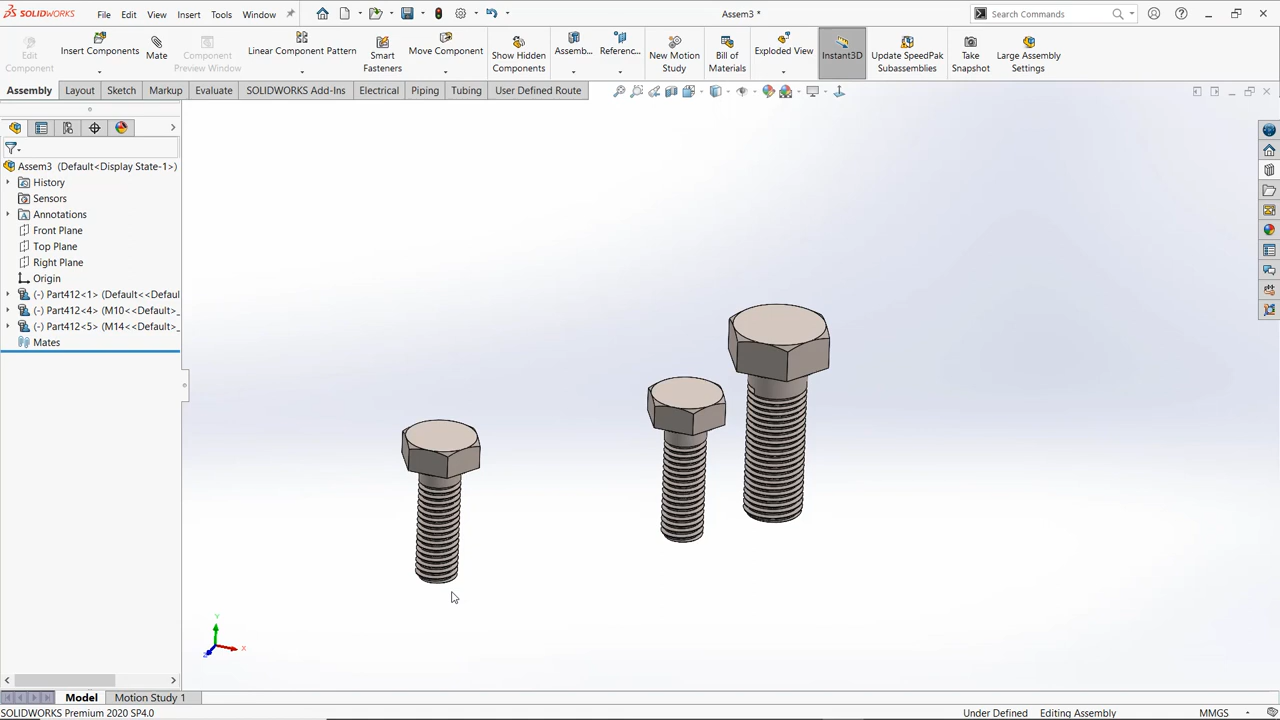 SOLIDWORKS File Edit View Insert Tools Window Assem3 * Search Commands
Edit Component
Insert Components
Mate
Component Preview Window
Linear Component Pattern
Smart Fasteners
Move Component
Show Hidden Components
Assemb...
Referenc...
New Motion Study
Bill of Materials
Exploded View
Instant3D
Update SpeedPak Subassemblies
Take Snapshot
Large Assembly Settings
Assembly Layout Sketch Markup Evaluate SOLIDWORKS Add-Ins Electrical Piping Tubing User Defined Route
Assem3 (Default<Display State-1>)
History
Sensors
Annotations
Front Plane
Top Plane
Right Plane
Origin
(-) Part412<1> (Default<<Defaul
(-) Part412<4> (M10<<Default>_
(-) Part412<5> (M14<<Default>_
Mates
Y
X
Z
Model Motion Study 1
SOLIDWORKS Premium 2020 SP4.0 Under Defined Editing Assembly MMGS